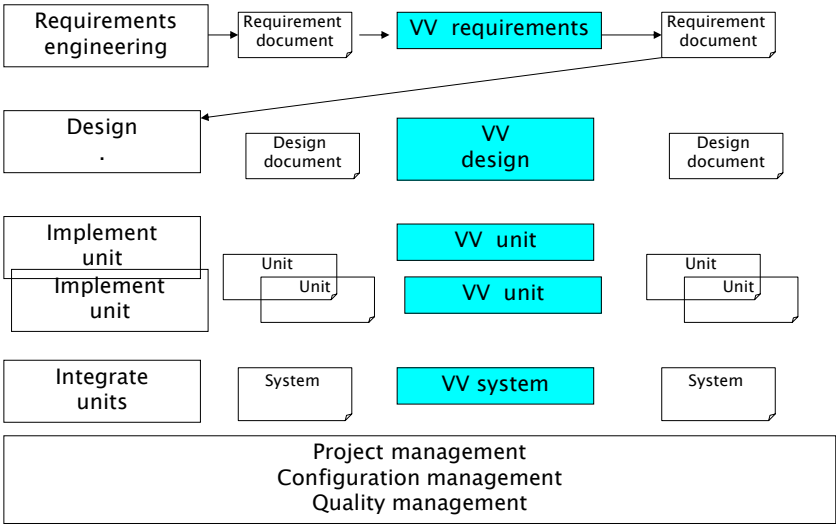 Requirements
engineering
Requirement
document
VV requirements
Requirement
document
Design
.
Design
document
VV
design
Design
document
Implement
unit
Unit
VV unit
Unit
Implement
unit
Unit
VV unit
Unit
Integrate
units
System
VV system
System
Project management
Configuration management
Quality management